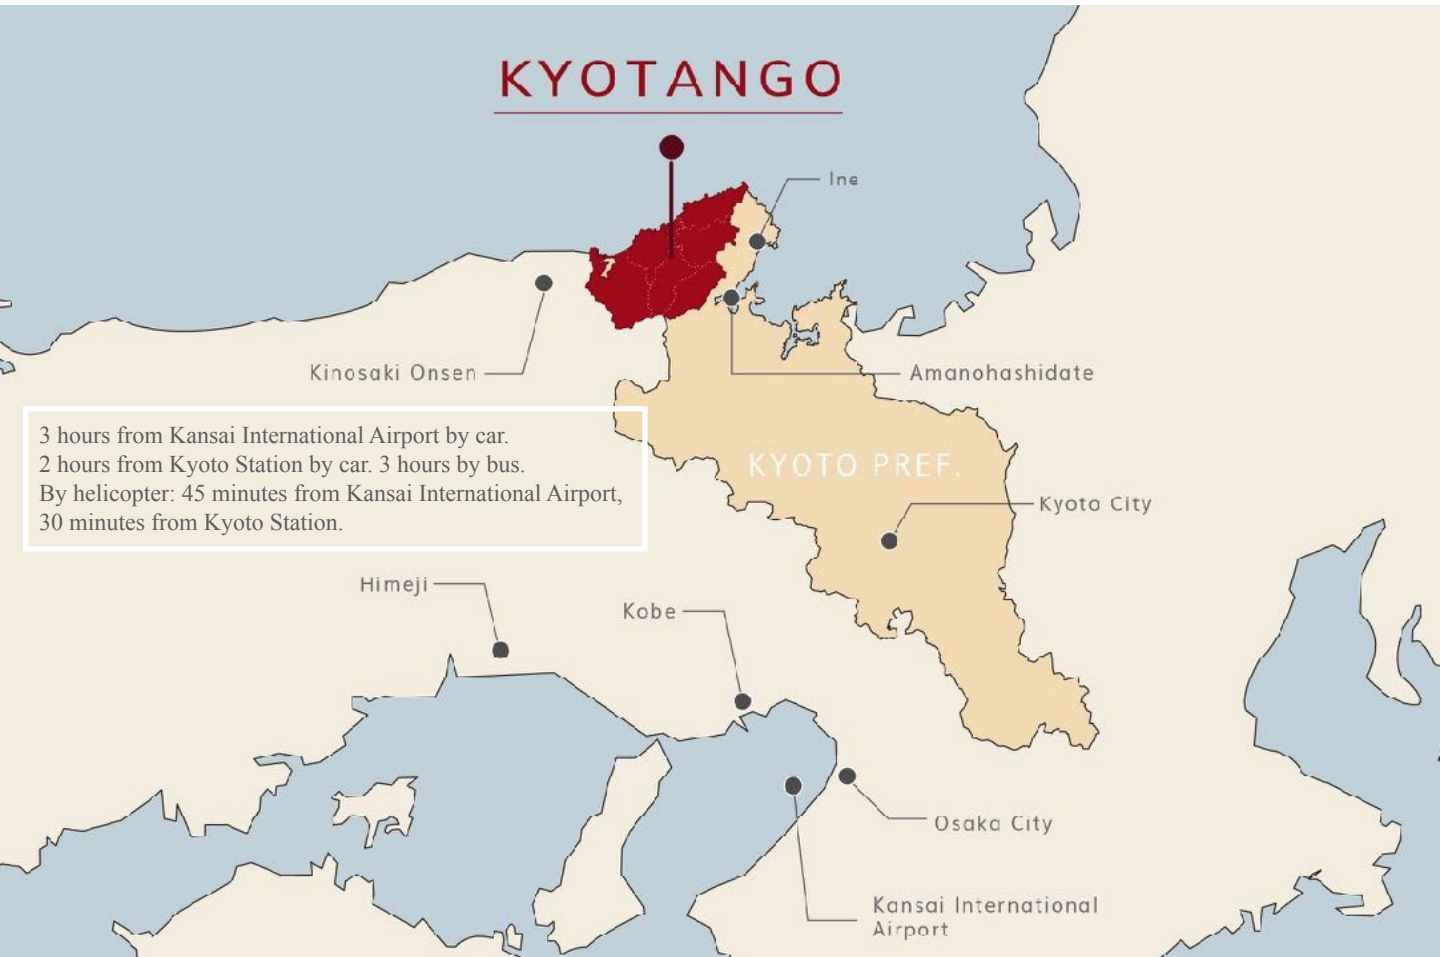 KYOTANGO
Ine
Kinosaki Onsen
Amanohashidate
3 hours from Kansai International Airport by car.
2 hours from Kyoto Station by car. 3 hours by bus.
By helicopter: 45 minutes from Kansai International Airport,
30 minutes from Kyoto Station.
KYOTO PREF.
Kyoto City
Himeji
Kobe
Osaka City
Kansai International
Airport